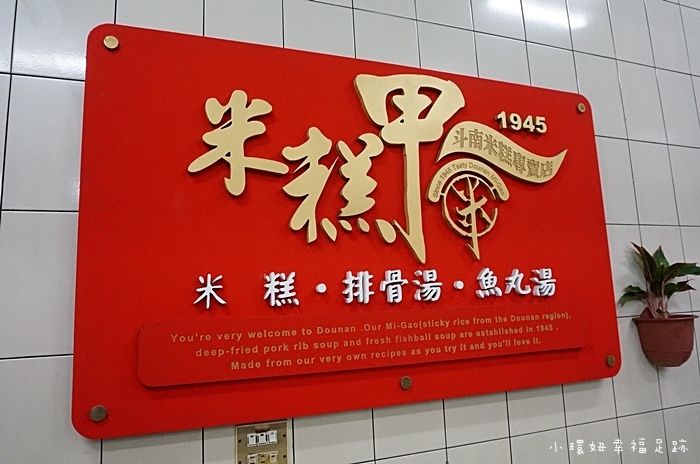 米糕甲
1945
斗南米糕專賣店
Since 1945 Tasty Dounan Mi-Gao
米糕・排骨湯・魚丸湯
You're very welcome to Dounan .Our Mi-Gao(sticky rice from the Dounan region),
deep-fried pork rib soup and fresh fishball soup are established in 1945 .
Made from our very own recipes as you try it and you'll love it.
小環妞幸福足跡